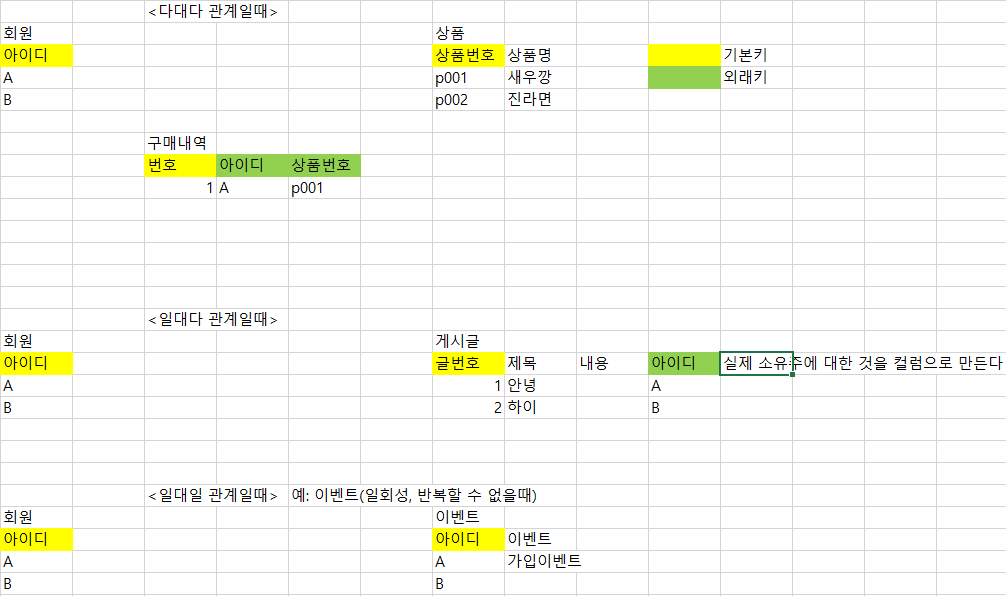 <다대다 관계일때>
회원 상품
아이디 상품번호 상품명 기본키
A p001 새우깡 외래키
B p002 진라면
구매내역
번호 아이디 상품번호
1 A p001
<일대다 관계일때>
회원 게시글
아이디 글번호 제목 내용 아이디 실제 소유주에 대한 것을 컬럼으로 만든다
A 1 안녕 A
B 2 하이 B
<일대일 관계일때> 예: 이벤트(일회성, 반복할 수 없을때)
회원 이벤트
아이디 아이디 이벤트
A A 가입이벤트
B B